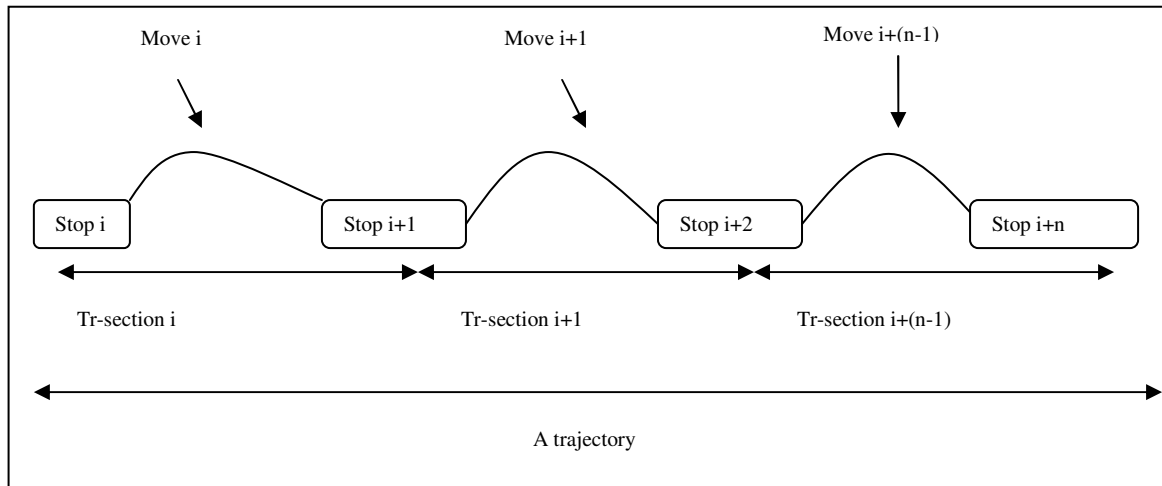 Move i
Move i+1
Move i+(n-1)
Stop i
Stop i+1
Stop i+2
Stop i+n
Tr-section i
Tr-section i+1
Tr-section i+(n-1)
A trajectory